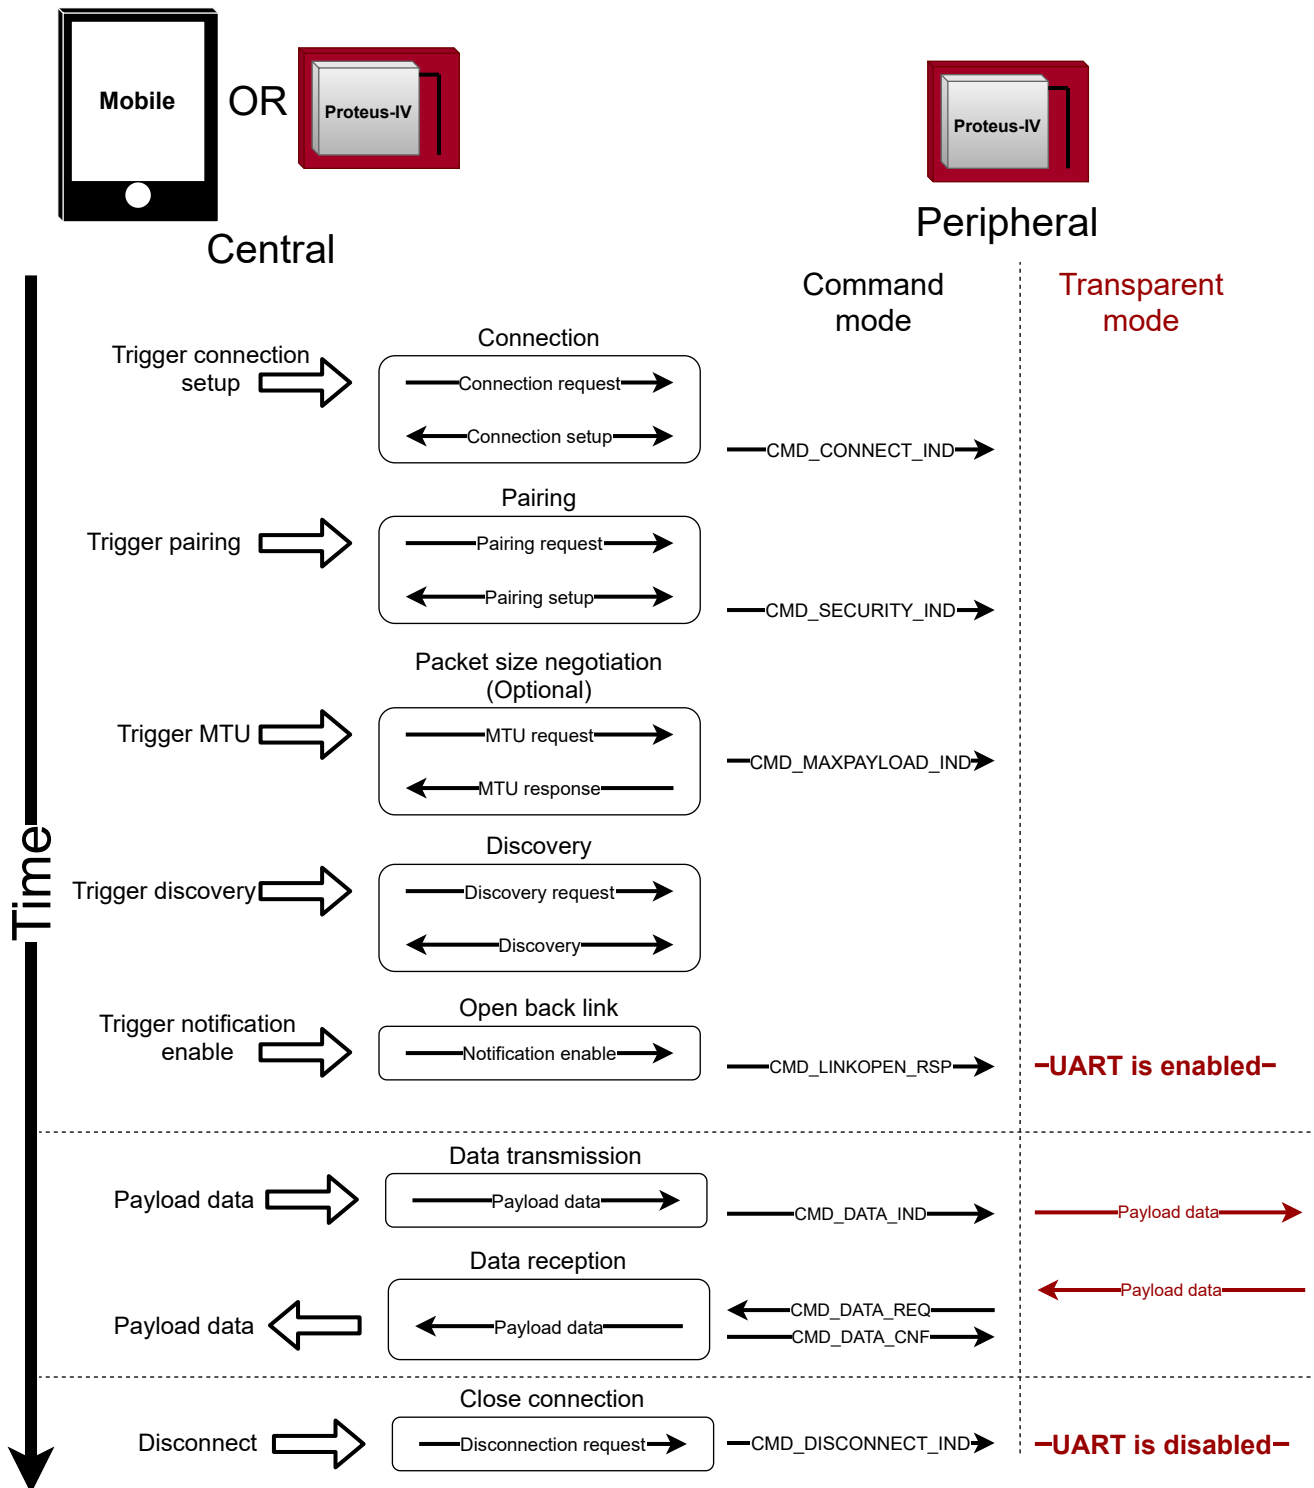 Mobile
OR
Proteus-IV
Proteus-IV
Central
Peripheral
Command
mode
Transparent
mode
Time
Trigger connection
setup
Connection
Connection request
Connection setup
CMD_CONNECT_IND
Trigger pairing
Pairing
Pairing request
Pairing setup
CMD_SECURITY_IND
Packet size negotiation
(Optional)
Trigger MTU
MTU request
MTU response
CMD_MAXPAYLOAD_IND
Discovery
Trigger discovery
Discovery request
Discovery
Open back link
Trigger notification
enable
Notification enable
CMD_LINKOPEN_RSP
UART is enabled
Data transmission
Payload data
Payload data
CMD_DATA_IND
Payload data
Data reception
Payload data
Payload data
CMD_DATA_REQ
CMD_DATA_CNF
Payload data
Close connection
Disconnect
Disconnection request
CMD_DISCONNECT_IND
UART is disabled